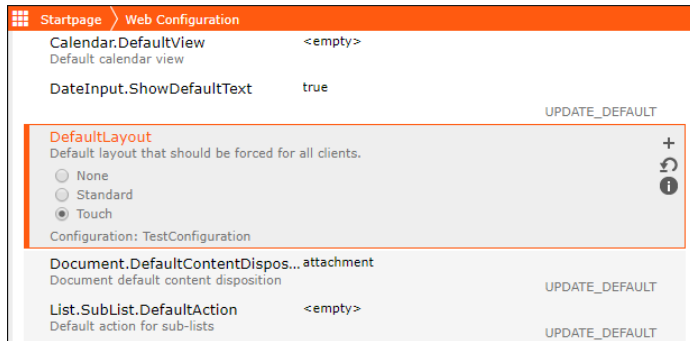 Startpage Web Configuration
Calendar.DefaultView <empty>
Default calendar view
DateInput.ShowDefaultText true
UPDATE_DEFAULT
DefaultLayout
Default layout that should be forced for all clients.
None
Standard
Touch
Configuration: TestConfiguration
Document.DefaultContentDispos... attachment
Document default content disposition
UPDATE_DEFAULT
List.SubList.DefaultAction <empty>
Default action for sub-lists
UPDATE_DEFAULT